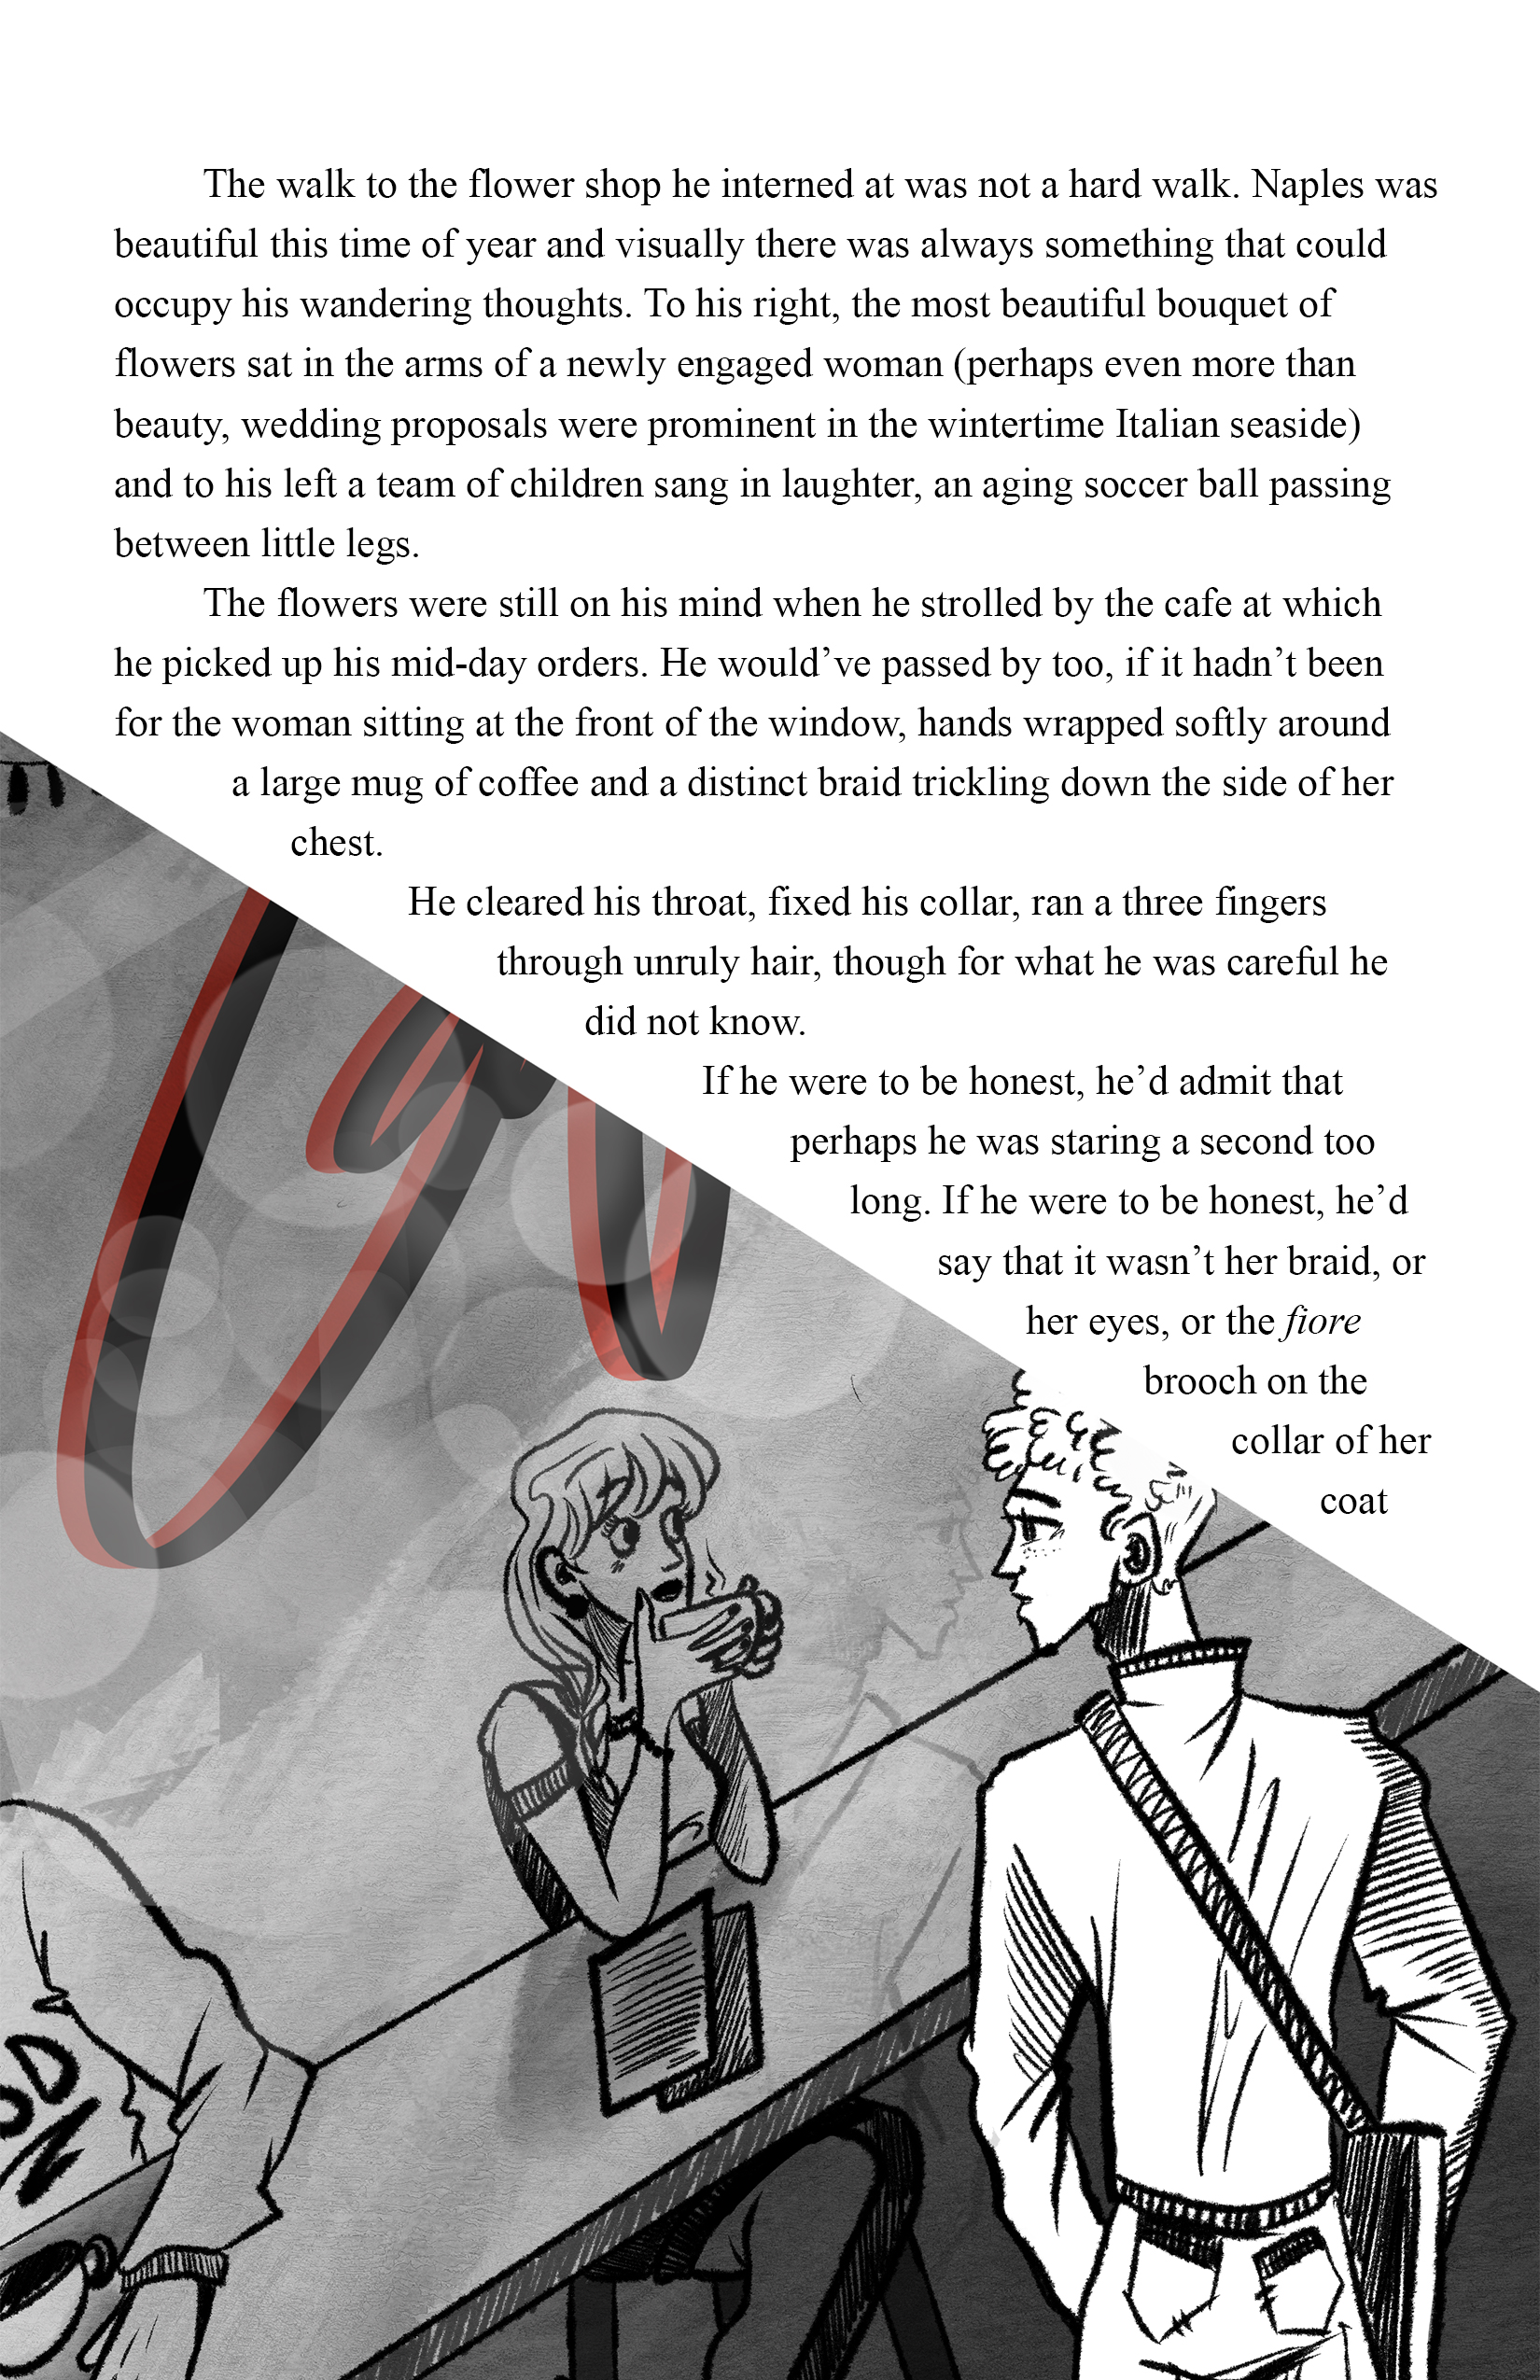 The walk to the flower shop he interned at was not a hard walk. Naples was
beautiful this time of year and visually there was always something that could
occupy his wandering thoughts. To his right, the most beautiful bouquet of
flowers sat in the arms of a newly engaged woman (perhaps even more than
beauty, wedding proposals were prominent in the wintertime Italian seaside)
and to his left a team of children sang in laughter, an aging soccer ball passing
between little legs.
The flowers were still on his mind when he strolled by the cafe at which
he picked up his mid-day orders. He would’ve passed by too, if it hadn’t been
for the woman sitting at the front of the window, hands wrapped softly around
a large mug of coffee and a distinct braid trickling down the side of her
chest.
He cleared his throat, fixed his collar, ran a three fingers
through unruly hair, though for what he was careful he
did not know.
If he were to be honest, he’d admit that
perhaps he was staring a second too
long. If he were to be honest, he’d
say that it wasn’t her braid, or
her eyes, or the fiore
brooch on the
collar of her
coat